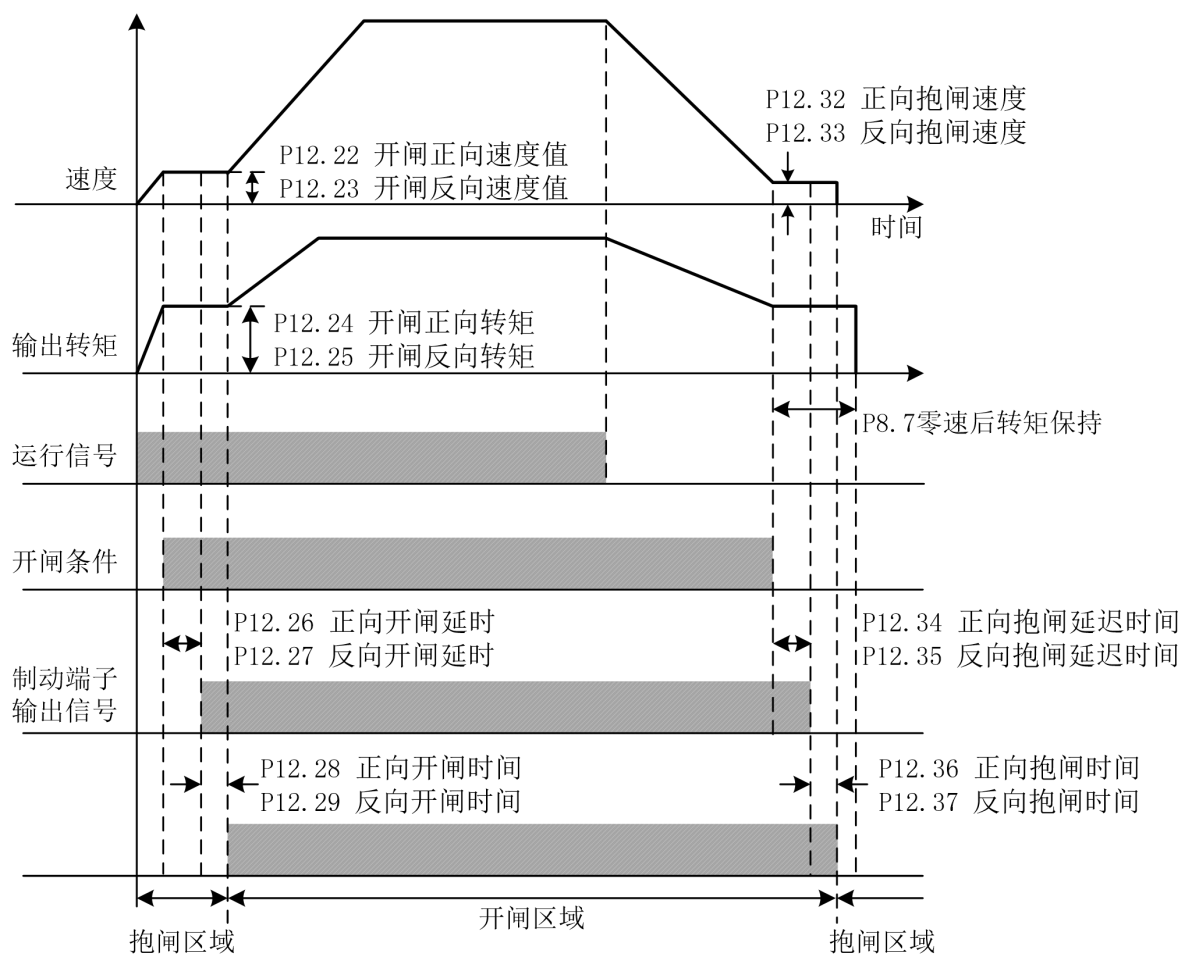 P12.32 正向抱闸速度
P12.33 反向抱闸速度
P12.22 开闸正向速度值
P12.23 开闸反向速度值
速度
时间
P12.24 开闸正向转矩
P12.25 开闸反向转矩
输出转矩
P8.7零速后转矩保持
运行信号
开闸条件
P12.26 正向开闸延时
P12.27 反向开闸延时
P12.34 正向抱闸延迟时间
P12.35 反向抱闸延迟时间
制动端子
输出信号
P12.28 正向开闸时间
P12.29 反向开闸时间
P12.36 正向抱闸时间
P12.37 反向抱闸时间
开闸区域
抱闸区域
抱闸区域